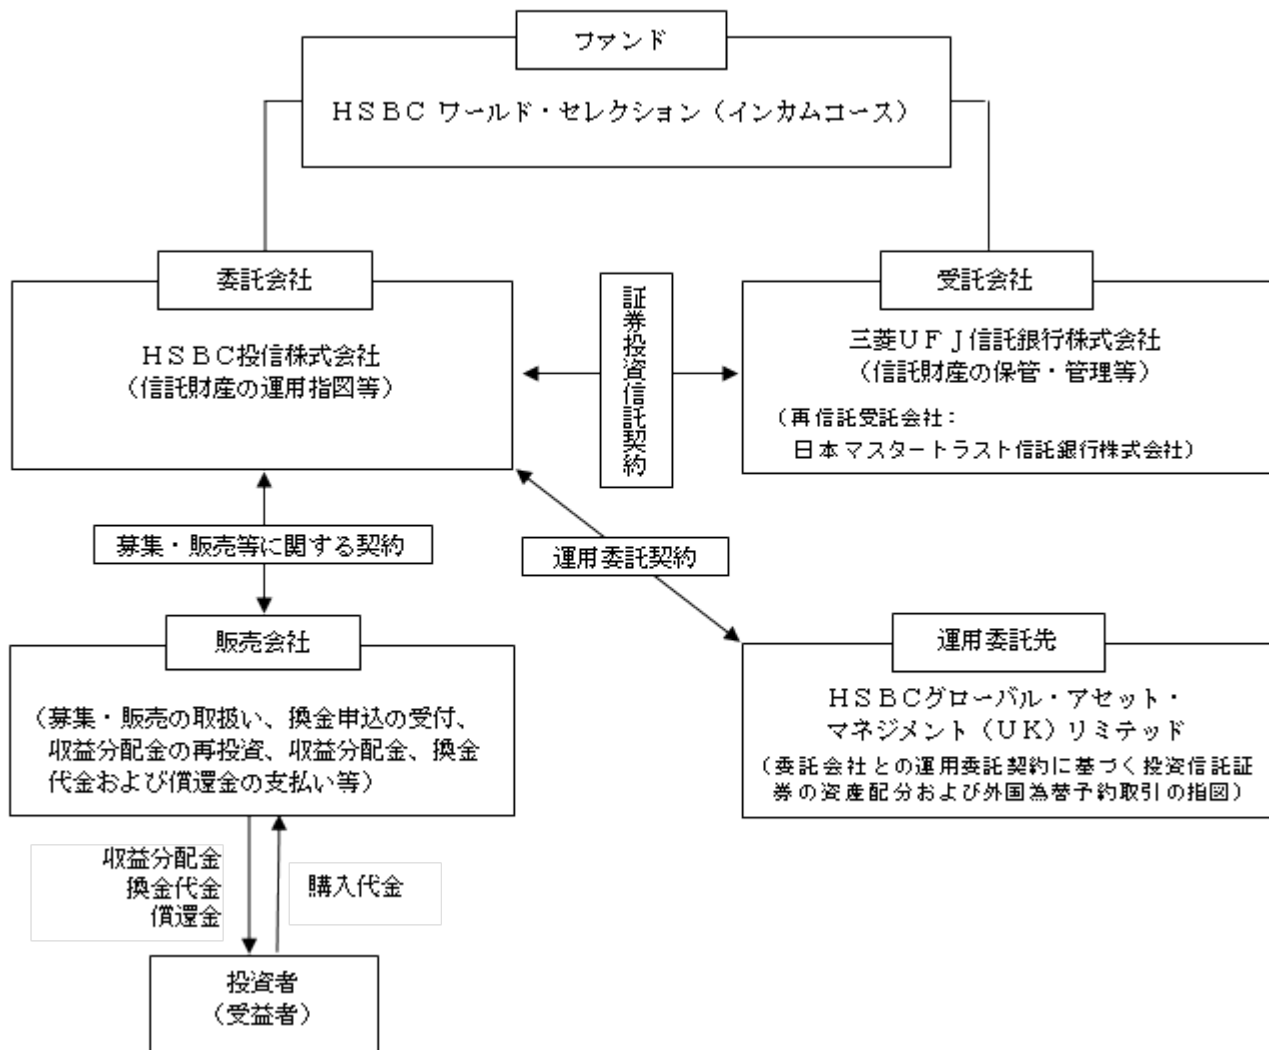 ファンド
ＨＳＢＣ ワールド・セレクション（インカムコース）
委託会社
ＨＳＢＣ投信株式会社
（信託財産の運用指図等）
証券投資信託契約
受託会社
三菱ＵＦＪ信託銀行株式会社
（信託財産の保管・管理等）
（再信託受託会社：
日本マスタートラスト信託銀行株式会社）
募集・販売等に関する契約
運用委託契約
販売会社
（募集・販売の取扱い、換金申込の受付、
収益分配金の再投資、収益分配金、換金
代金および償還金の支払い等）
運用委託先
ＨＳＢＣグローバル・アセット・
マネジメント（ＵＫ）リミテッド
（委託会社との運用委託契約に基づく投資信託証
券の資産配分および外国為替予約取引の指図）
収益分配金
換金代金
償還金
購入代金
投資者
（受益者）